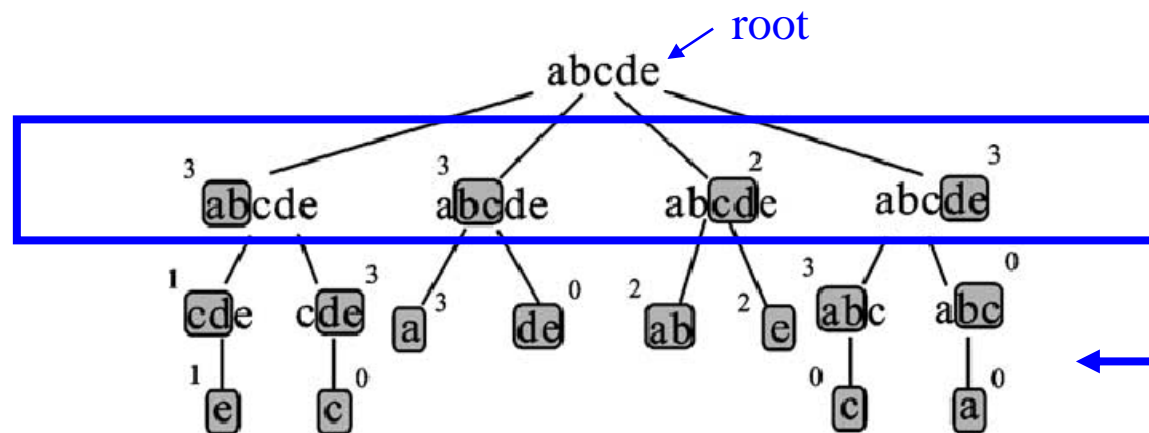 root
abcde
3 3 2 3
abcde abcde abcde abcde
1 3 3 0 2 2 3 0
cde cde a de ab e abc abc
1 0 0 0
e c c a